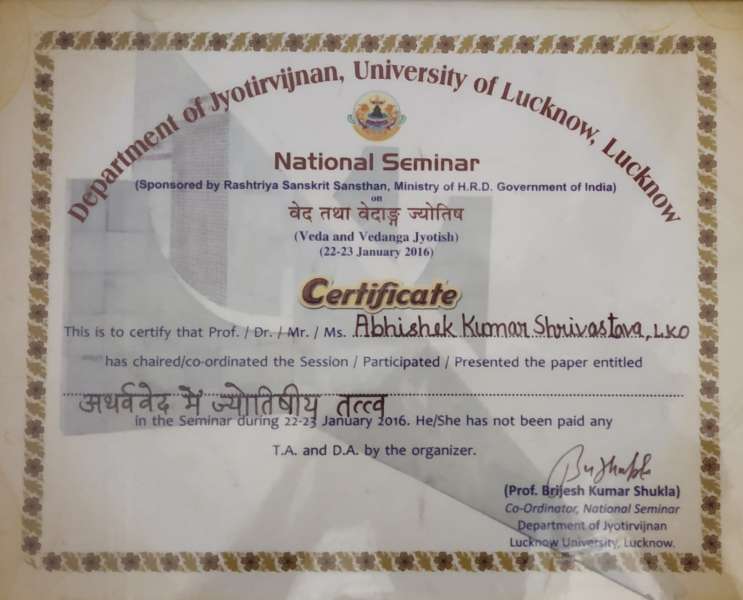 Department of Jyotirvijnan, University of Lucknow, Lucknow
National Seminar
(Sponsored by Rashtriya Sanskrit Sansthan, Ministry of H.R.D. Government of India)
on
वेद तथा वेदाङ्ग ज्योतिष
(Veda and Vedanga Jyotish)
(22-23 January 2016)
Certificate
This is to certify that Prof. / Dr. / Mr. / Ms. Abhishek Kumar Shrivastava, LKO
has chaired/co-ordinated the Session / Participated / Presented the paper entitled
अथर्ववेद में ज्योतिषीय तत्त्व
in the Seminar during 22-23 January 2016. He/She has not been paid any
T.A. and D.A. by the organizer.
(Prof. Brijesh Kumar Shukla)
Co-Ordinator, National Seminar
Department of Jyotirvijnan
Lucknow University, Lucknow.